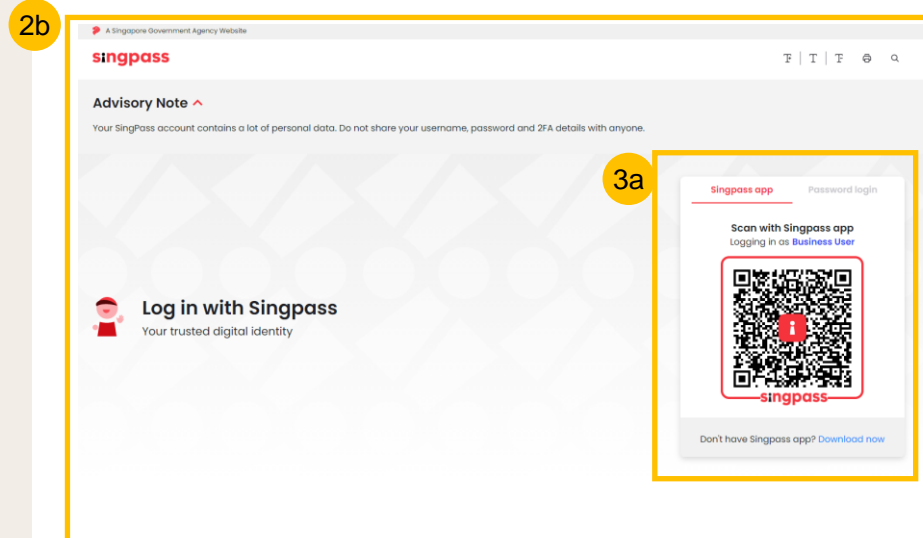 2b
A Singapore Government Agency Website
singpass
T | T | T
Advisory Note
Your SingPass account contains a lot of personal data. Do not share your username, password and 2FA details with anyone.
3a
Singpass app
Password login
Scan with Singpass app
Logging in as Business User
singpass
Log in with Singpass
Your trusted digital identity
Don't have Singpass app? Download now